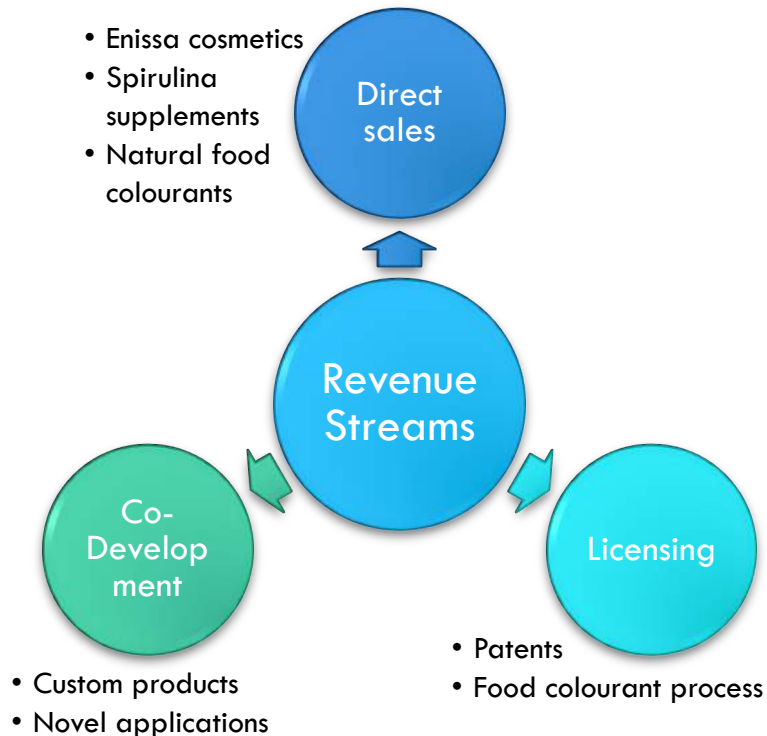 • Enissa cosmetics
• Spirulina
supplements
• Natural food
colourants
Direct
sales
Revenue
Streams
Co-
Develop
ment
• Custom products
• Novel applications
Licensing
• Patents
• Food colourant process